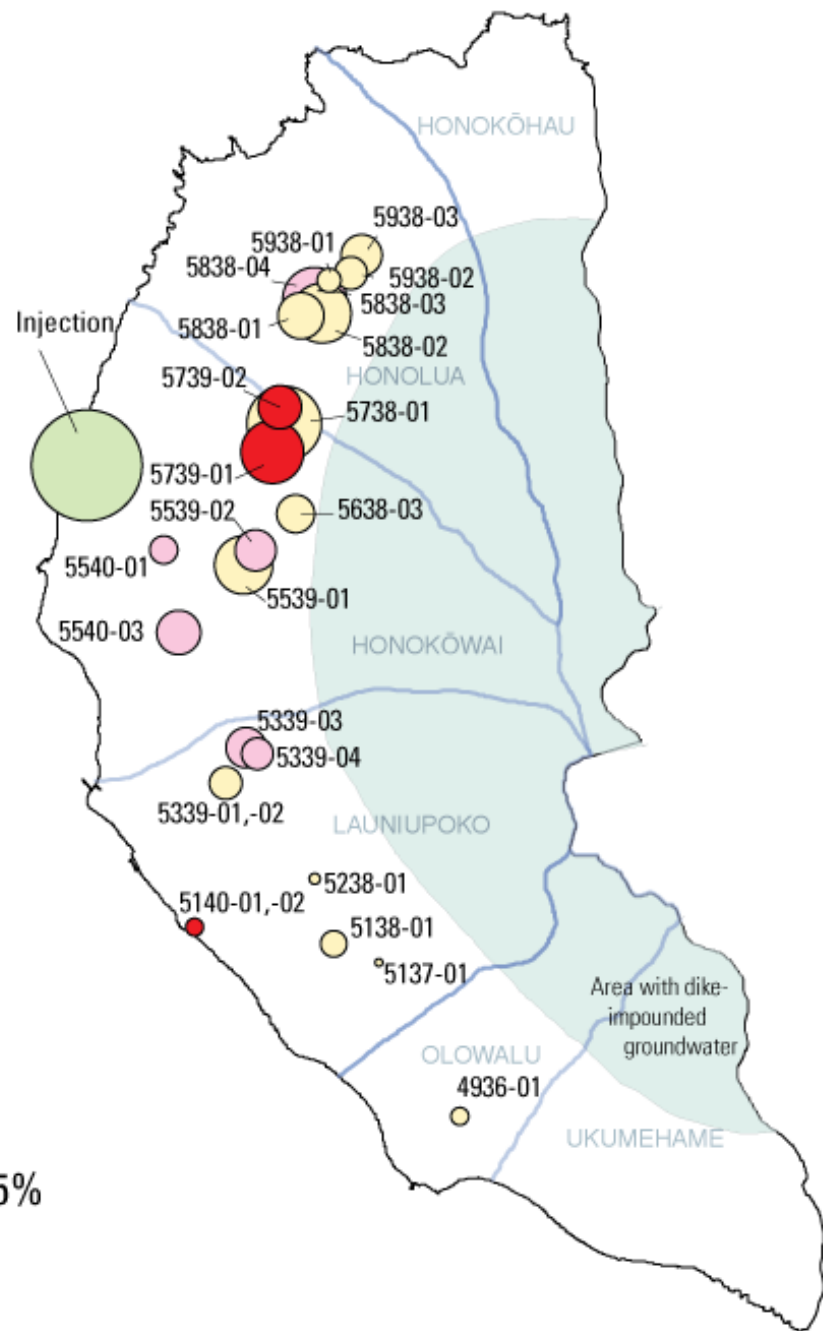 HONOKŌHAU
5938-03
5938-01
5838-04
5938-02
5838-03
Injection
5838-01
5838-02
5739-02
HONOLUA
5738-01
5739-01
5539-02
5638-03
5540-01
5539-01
5540-03
HONOKŌWAI
5339-03
5339-04
5339-01,-02
LAUNIUPOKO
5238-01
5140-01,-02
5138-01
5137-01
Area with dike-
impounded
groundwater
OLOWALU
4936-01
UKUMEHAME
5%